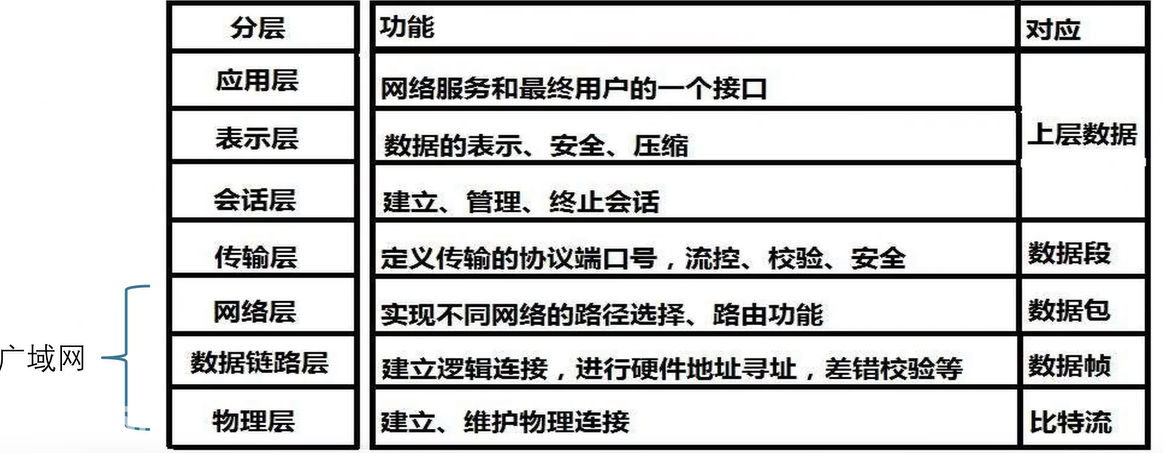 分层 功能 对应
应用层 网络服务和最终用户的一个接口
表示层 数据的表示、安全、压缩 上层数据
会话层 建立、管理、终止会话
传输层 定义传输的协议端口号，流控、校验、安全 数据段
网络层 实现不同网络的路径选择、路由功能 数据包
广域网 数据链路层 建立逻辑连接，进行硬件地址寻址，差错校验等 数据帧
物理层 建立、维护物理连接 比特流